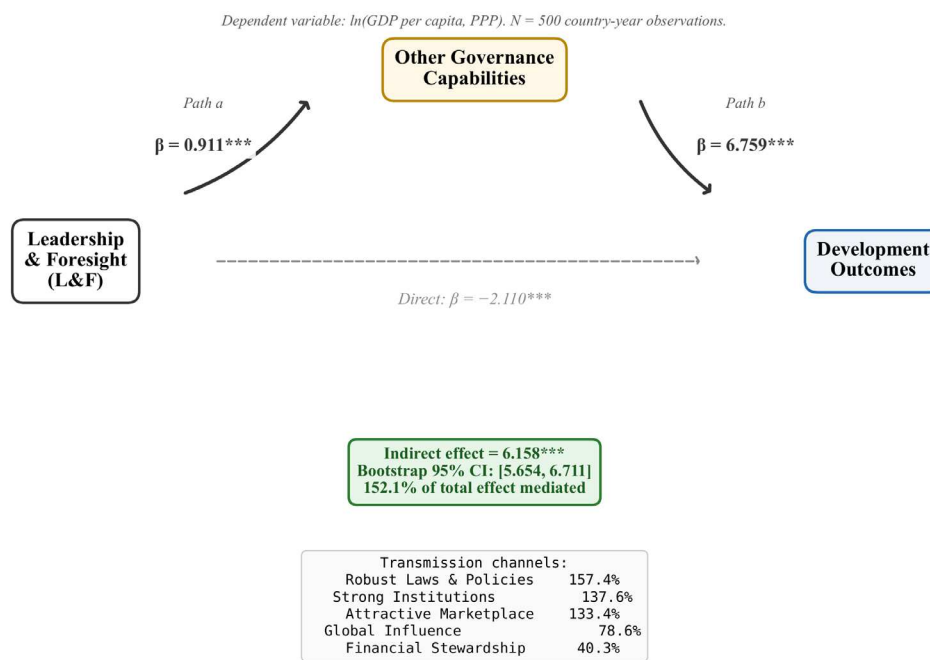 Dependent variable: ln(GDP per capita, PPP). N = 500 country-year observations.
Other Governance
Capabilities
Path a
Path b
β = 0.911***
β = 6.759***
Leadership
& Foresight
(L&F)
Development
Outcomes
Direct: β = −2.110***
Indirect effect = 6.158***
Bootstrap 95% CI: [5.654, 6.711]
152.1% of total effect mediated
Transmission channels:
Robust Laws & Policies 157.4%
Strong Institutions 137.6%
Attractive Marketplace 133.4%
Global Influence 78.6%
Financial Stewardship 40.3%